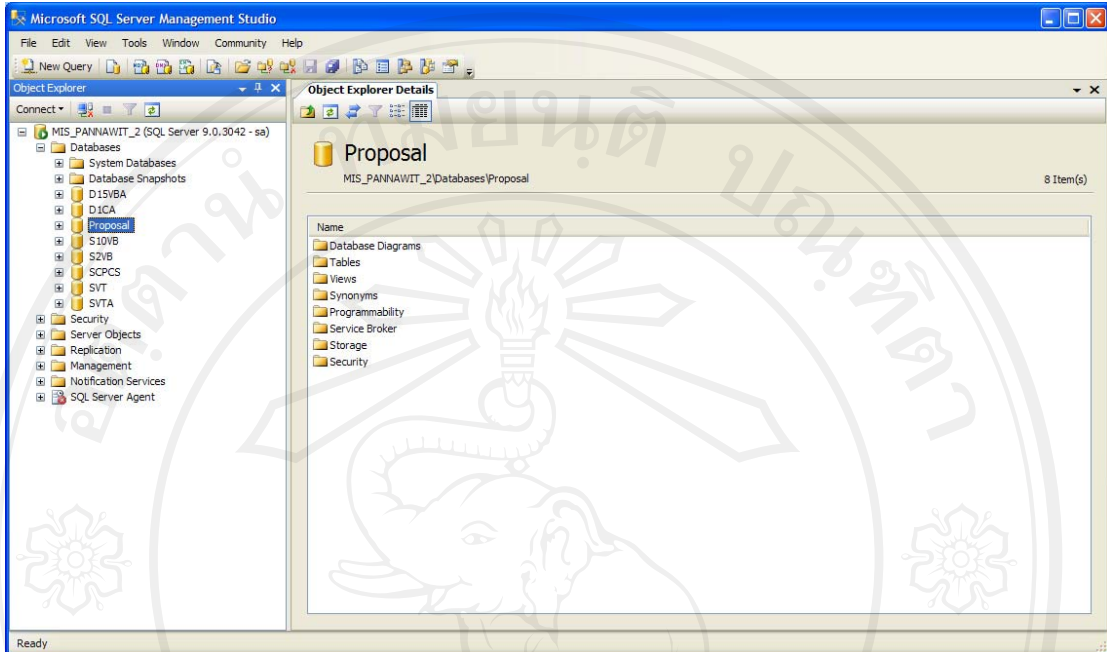 Microsoft SQL Server Management Studio
File Edit View Tools Window Community Help
New Query
Object Explorer
Connect
MIS_PANNAWIT_2 (SQL Server 9.0.3042 - sa)
Databases
System Databases
Database Snapshots
D15VBA
D1CA
Proposal
S10VB
S2VB
SCPCS
SVT
SVTA
Security
Server Objects
Replication
Management
Notification Services
SQL Server Agent
Object Explorer Details
Proposal
MIS_PANNAWIT_2\Databases\Proposal
8 Item(s)
Name
Database Diagrams
Tables
Views
Synonyms
Programmability
Service Broker
Storage
Security
Ready